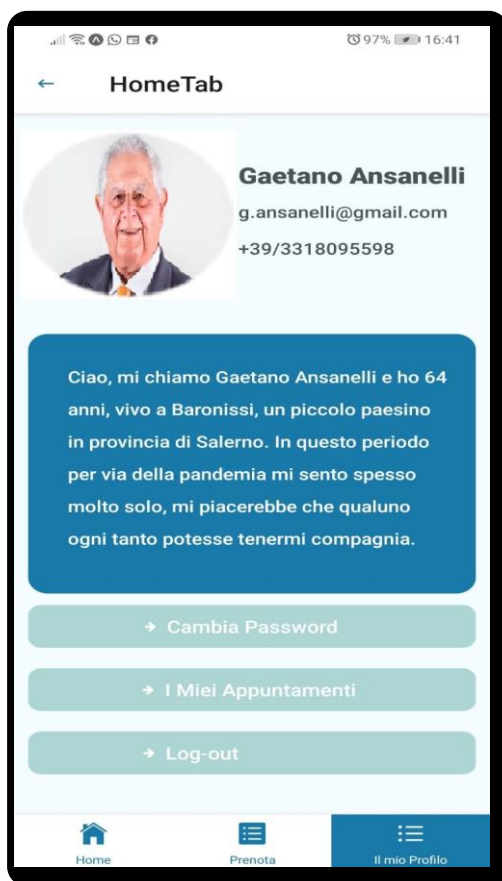 97% 16:41
← HomeTab
Gaetano Ansanelli
g.ansanelli@gmail.com
+39/3318095598
Ciao, mi chiamo Gaetano Ansanelli e ho 64
anni, vivo a Baronissi, un piccolo paesino
in provincia di Salerno. In questo periodo
per via della pandemia mi sento spesso
molto solo, mi piacerebbe che qualuno
ogni tanto potesse tenermi compagnia.
→ Cambia Password
→ I Miei Appuntamenti
→ Log-out
Home
Prenota
Il mio Profilo